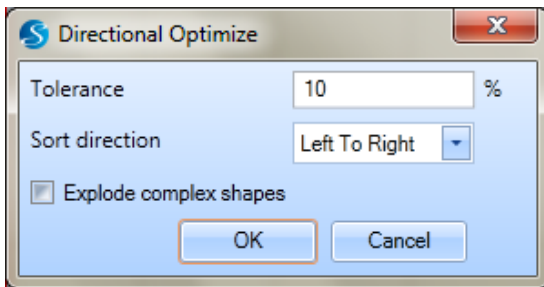 Directional Optimize
Tolerance 10 %
Sort direction Left To Right
Explode complex shapes
OK Cancel